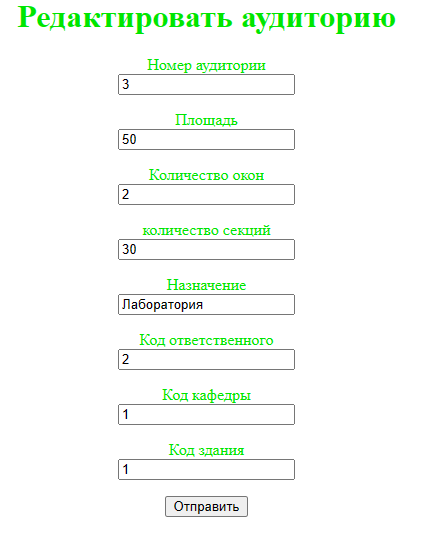 Редактировать аудиторию
Номер аудитории
3
Площадь
50
Количество окон
2
количество секций
30
Назначение
Лаборатория
Код ответственного
2
Код кафедры
1
Код здания
1
Отправить